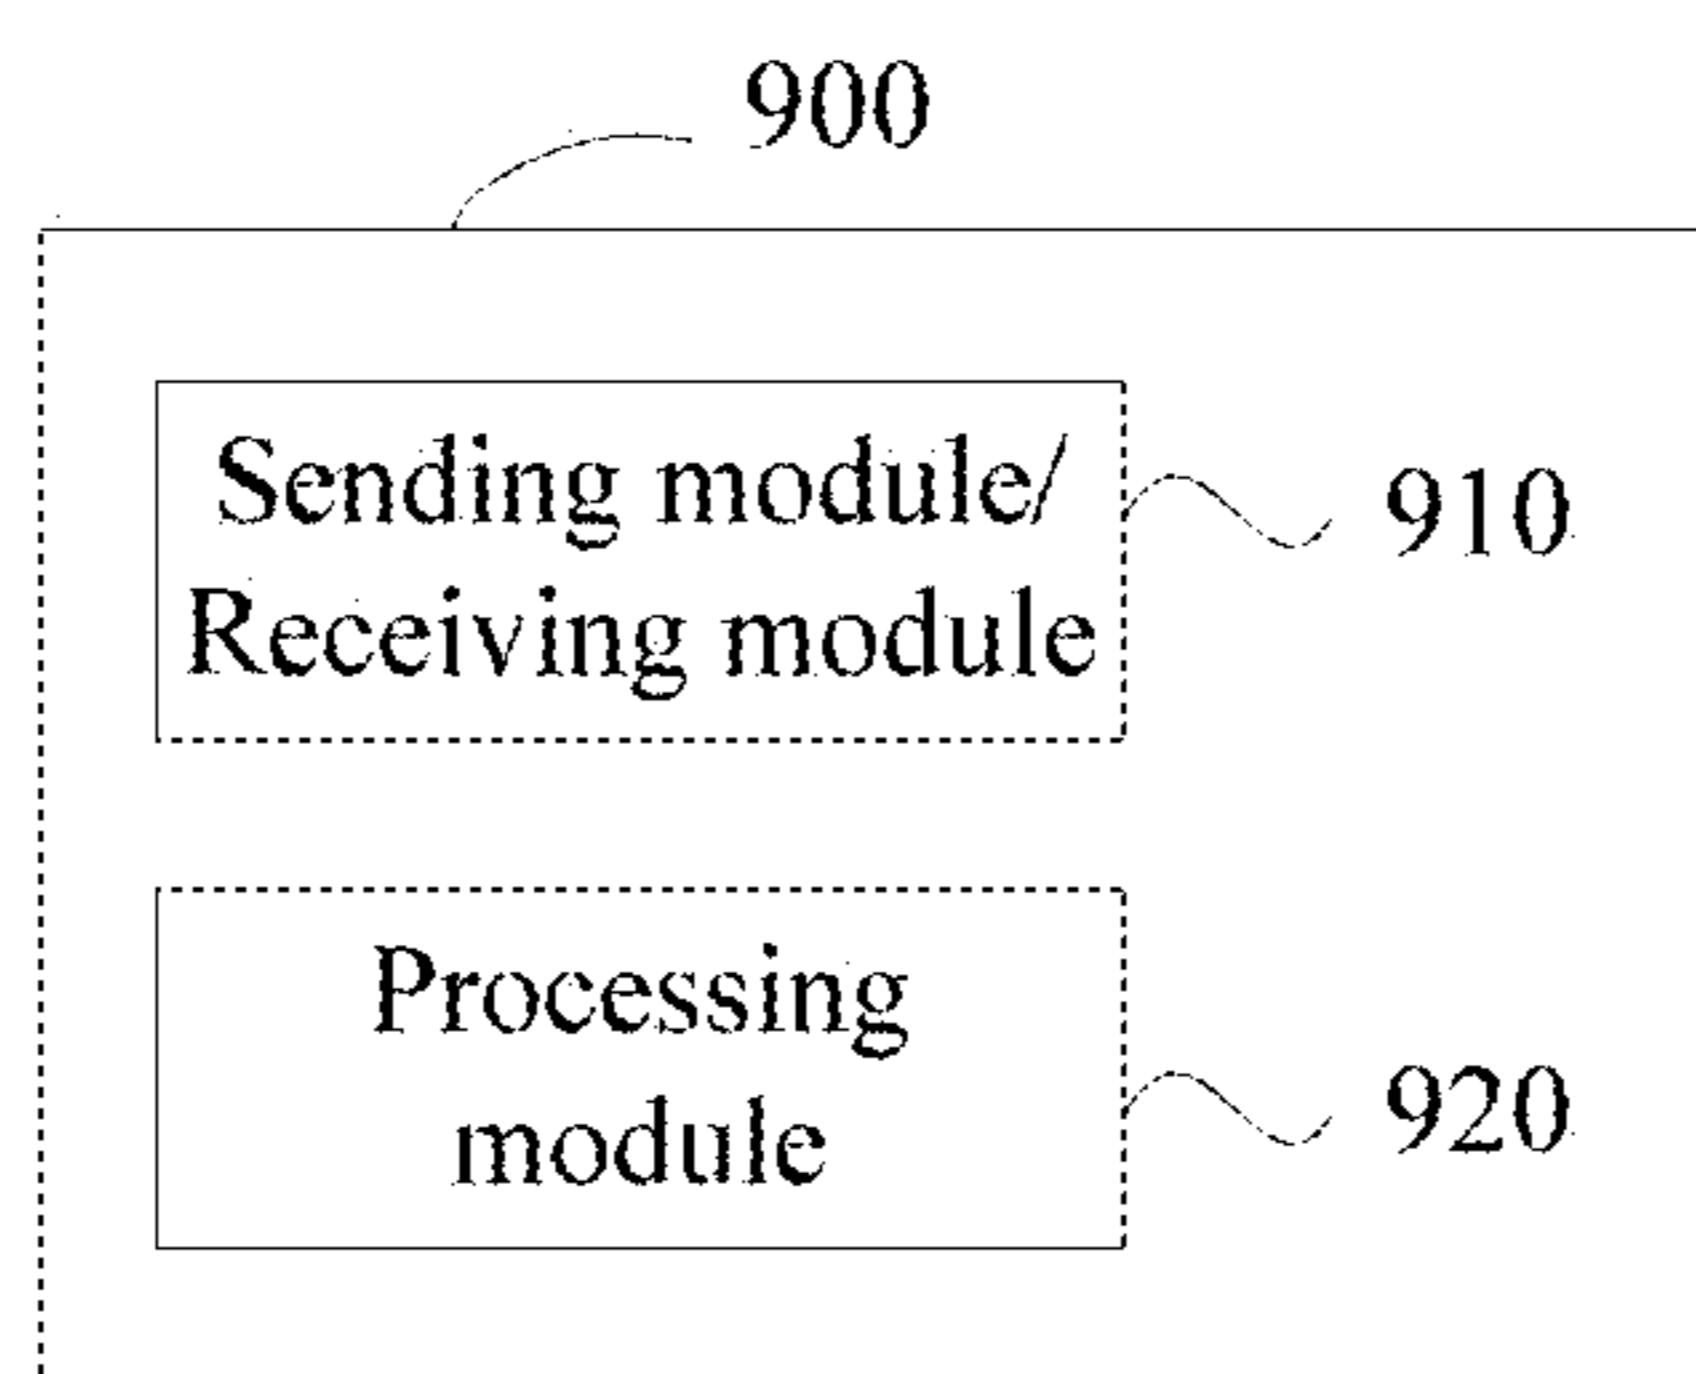 900
Sending module/
Receiving module
910
Processing
module
920